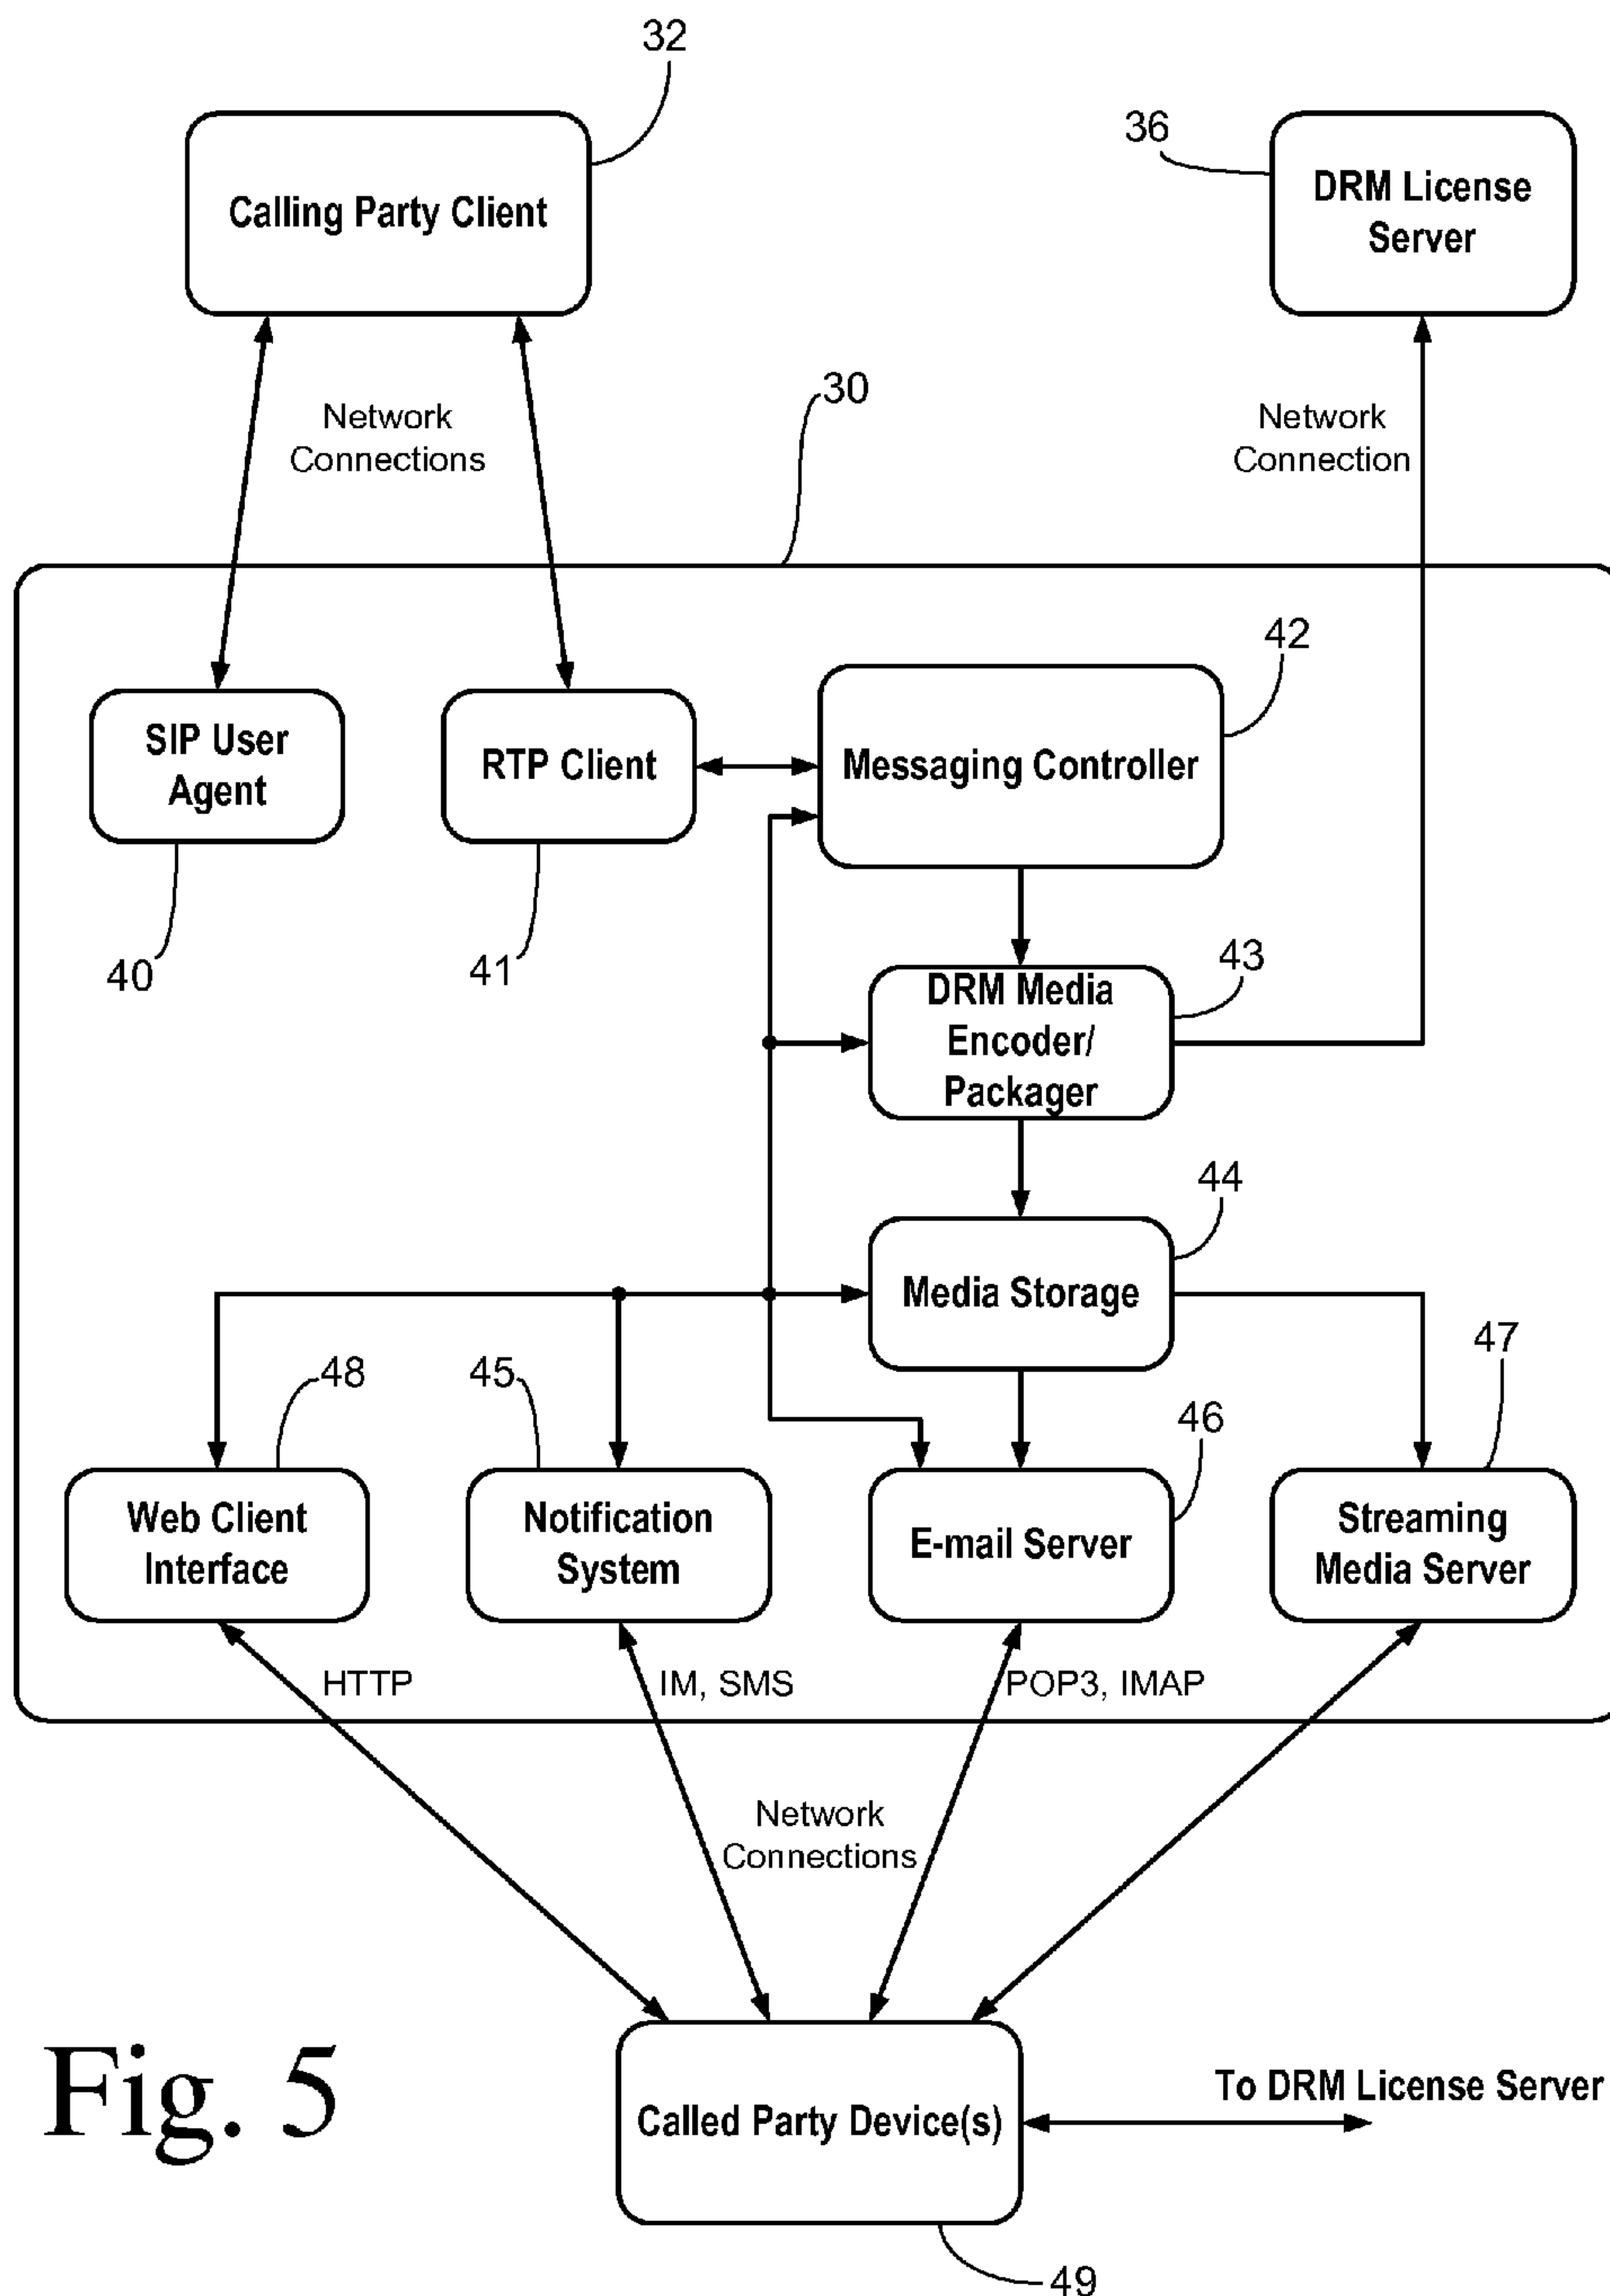 32
36
Calling Party Client
DRM License
Server
30
Network
Connections
Network
Connection
42
SIP User
Agent
RTP Client
Messaging Controller
40
41
43
DRM Media
Encoder/
Packager
44
Media Storage
48
45
46
47
Web Client
Interface
Notification
System
E-mail Server
Streaming
Media Server
HTTP
IM, SMS
POP3, IMAP
Network
Connections
Fig. 5
Called Party Device(s)
To DRM License Server
49